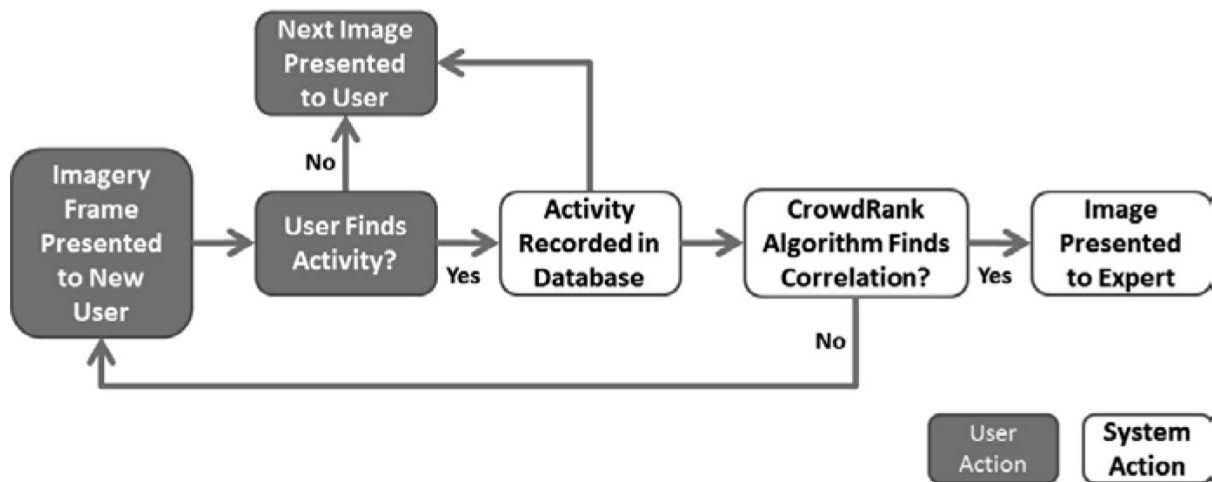 Next Image
Presented
to User
No
Imagery
Frame
Presented
to New
User
User Finds
Activity?
Yes
Activity
Recorded in
Database
CrowdRank
Algorithm Finds
Correlation?
Yes
Image
Presented
to Expert
No
User
Action
System
Action